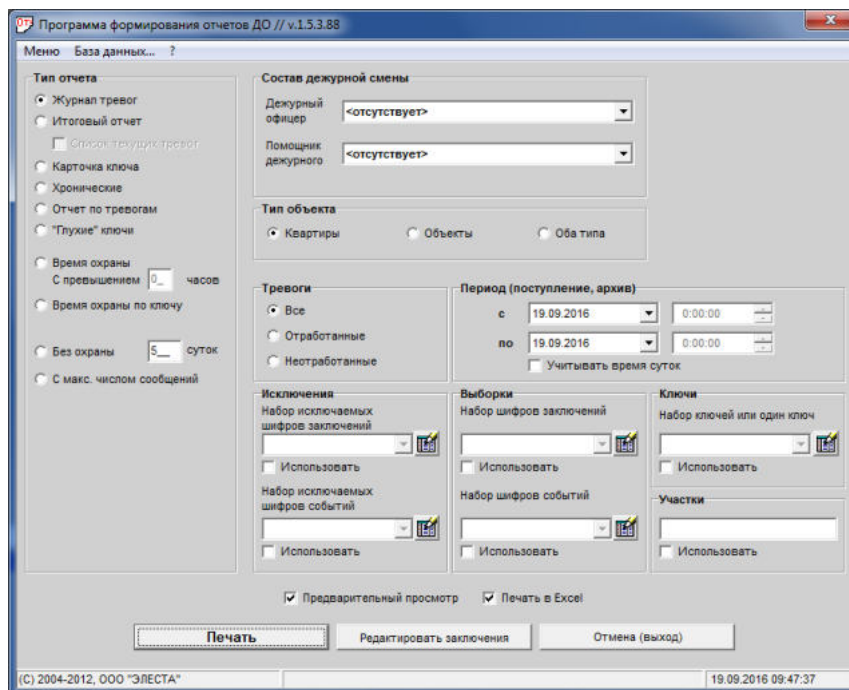 Программа формирования отчетов ДО // v.1.5.3.88
Меню База данных... ?
Тип отчета
Журнал тревог
Итоговый отчет
Список текущих тревог
Карточка ключа
Хронические
Отчет по тревогам
"Глухие" ключи
Время охраны
С превышением 0_ часов
Время охраны по ключу
Без охраны 5__ суток
С макс. числом сообщений
Состав дежурной смены
Дежурный
офицер
<отсутствует>
Помощник
дежурного
<отсутствует>
Тип объекта
Квартиры Объекты Оба типа
Тревоги
Все
Отработанные
Неотработанные
Период (поступление, архив)
с 19.09.2016 0:00:00
по 19.09.2016 0:00:00
Учитывать время суток
Исключения
Набор исключаемых
шифров заключений
Использовать
Набор исключаемых
шифров событий
Использовать
Выборки
Набор шифров заключений
Использовать
Набор шифров событий
Использовать
Ключи
Набор ключей или один ключ
Использовать
Участки
Использовать
Предварительный просмотр Печать в Excel
Печать Редактировать заключения Отмена (выход)
(C) 2004-2012, ООО "ЭЛЕСТА" 19.09.2016 09:47:37